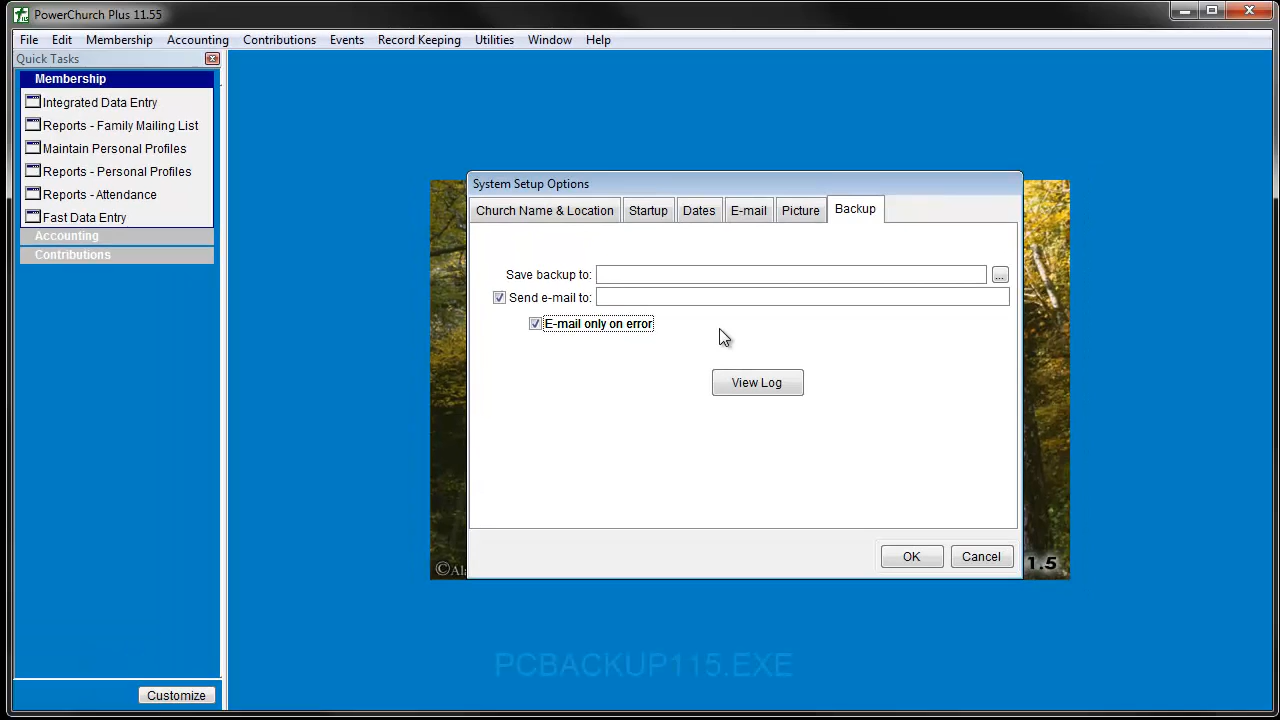 PowerChurch Plus 11.55
File Edit Membership Accounting Contributions Events Record Keeping Utilities Window Help
Quick Tasks
Membership
Integrated Data Entry
Reports - Family Mailing List
Maintain Personal Profiles
Reports - Personal Profiles
Reports - Attendance
Fast Data Entry
Accounting
Contributions
Customize
System Setup Options
Church Name & Location Startup Dates E-mail Picture Backup
Save backup to: ...
Send e-mail to:
E-mail only on error
View Log
OK Cancel
1.5
PCBACKUP115.EXE